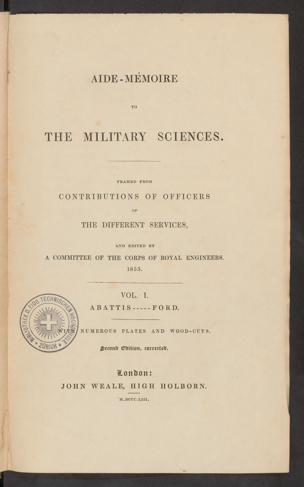 AIDE-MÉMOIRE
TO
THE MILITARY SCIENCES.
FRAMED FROM
CONTRIBUTIONS OF OFFICERS
OF
THE DIFFERENT SERVICES,
AND EDITED BY
A COMMITTEE OF THE CORPS OF ROYAL ENGINEERS.
1853.
VOL. I.
ABATTIS-----FORD.
WITH NUMEROUS PLATES AND WOOD-CUTS.
Second Edition, corrected.
London:
JOHN WEALE, HIGH HOLBORN.
M.DCCC.LIII.